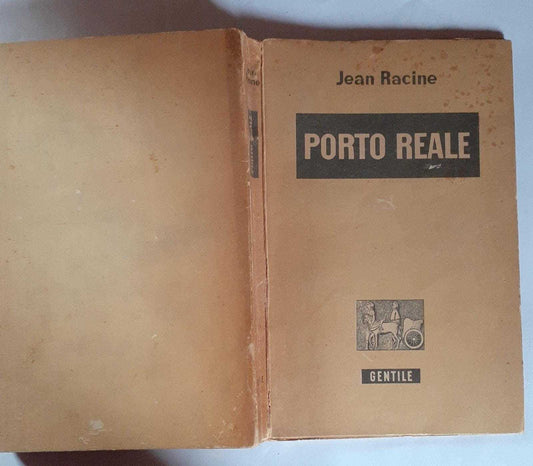 Jean Racine
PORTO REALE
GENTILE